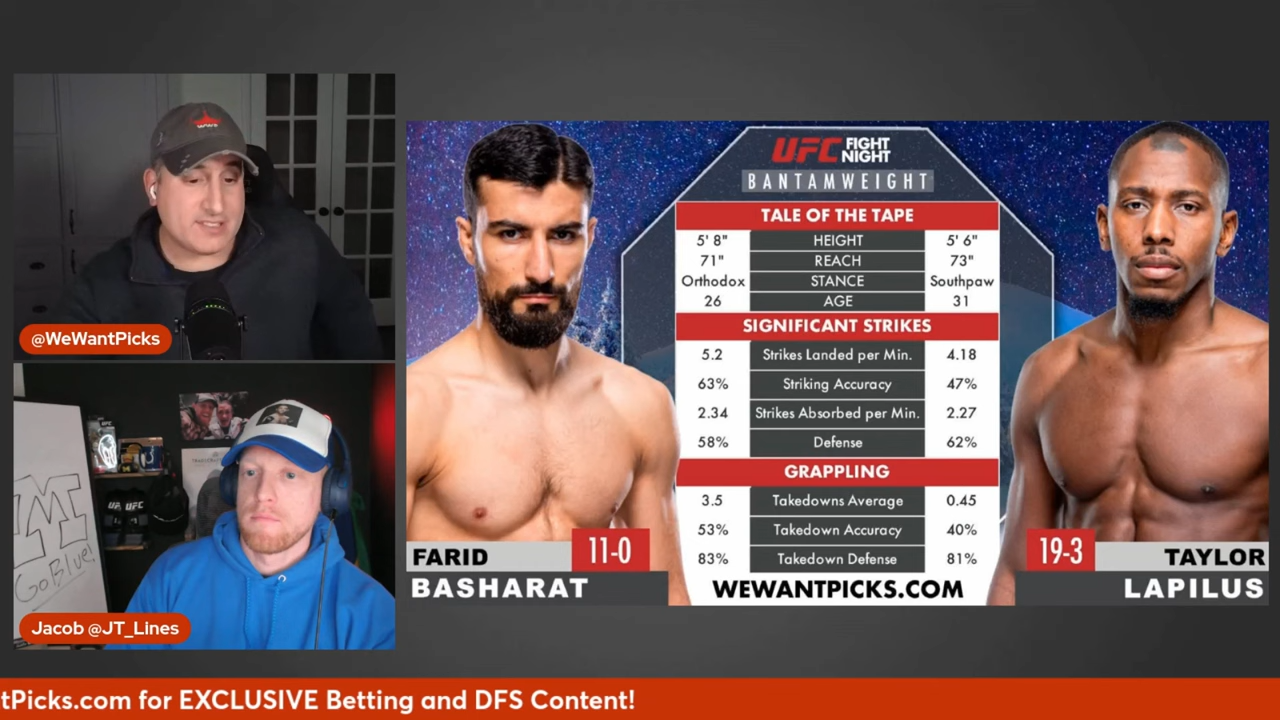 @WeWantPicks
M
Go Blue!
UFC
Jacob @JT_Lines
UFC FIGHT
NIGHT
BANTAMWEIGHT
TALE OF THE TAPE
5' 8" HEIGHT 5' 6"
71" REACH 73"
Orthodox STANCE Southpaw
26 AGE 31
SIGNIFICANT STRIKES
5.2 Strikes Landed per Min. 4.18
63% Striking Accuracy 47%
2.34 Strikes Absorbed per Min. 2.27
58% Defense 62%
GRAPPLING
3.5 Takedowns Average 0.45
53% Takedown Accuracy 40%
83% Takedown Defense 81%
FARID 11-0
BASHARAT
WEWANTPICKS.COM
19-3 TAYLOR
LAPILUS
tPicks.com for EXCLUSIVE Betting and DFS Content!